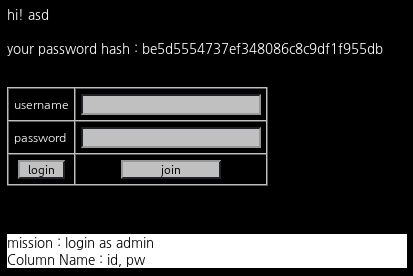 hi! asd
your password hash : be5d5554737ef348086c8c9df1f955db
username
password
login join
mission : login as admin
Column Name : id, pw